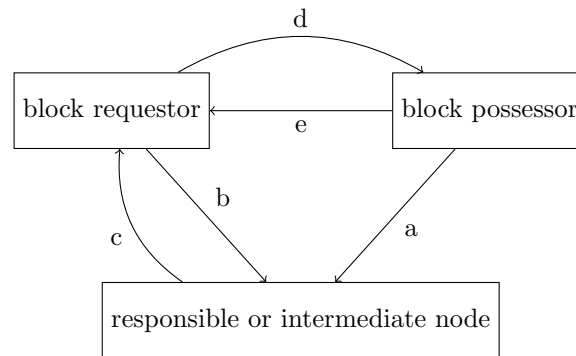 d
block requestor
block possessor
e
b
a
c
responsible or intermediate node